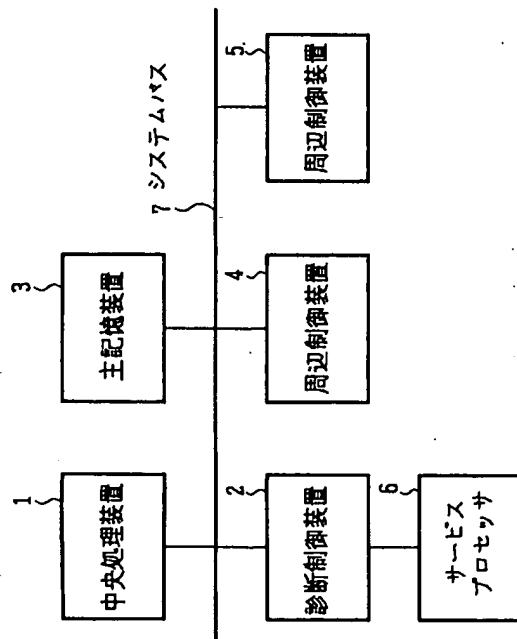 1
中央処理装置
3
主記憶装置
7 システムバス
2
診断制御装置
4
周辺制御装置
5
周辺制御装置
6
サービス
プロセッサ